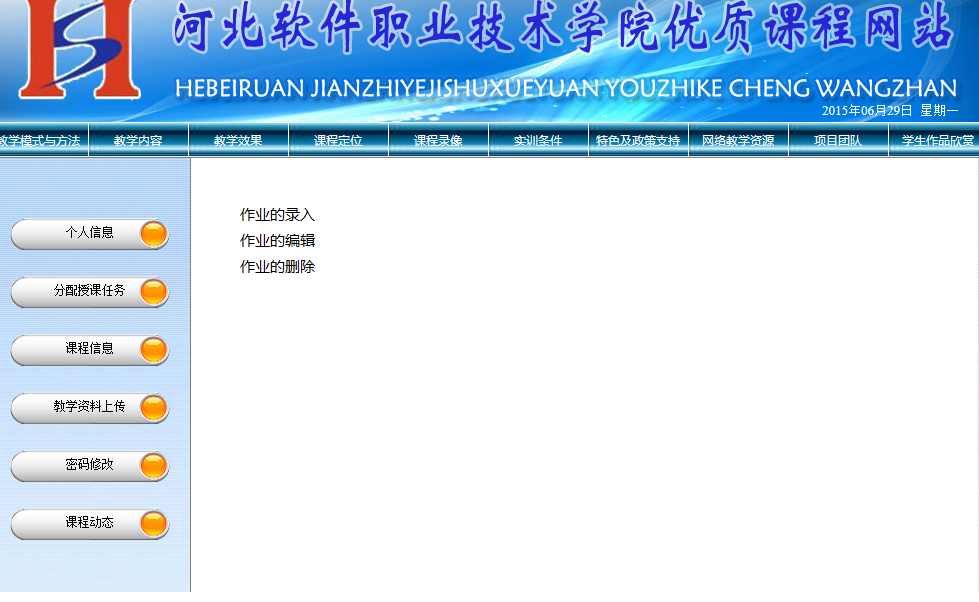 河北软件职业技术学院优质课程网站
HEBEIRUAN JIANZHIYEJISHUXUEYUAN YOUZHIKE CHENG WANGZHAN
2015年06月29日 星期一
教学模式与方法 教学内容 教学效果 课程定位 课程录像 实训条件 特色及政策支持 网络教学资源 项目团队 学生作品欣赏
个人信息
分配授课任务
课程信息
教学资料上传
密码修改
课程动态
作业的录入
作业的编辑
作业的删除